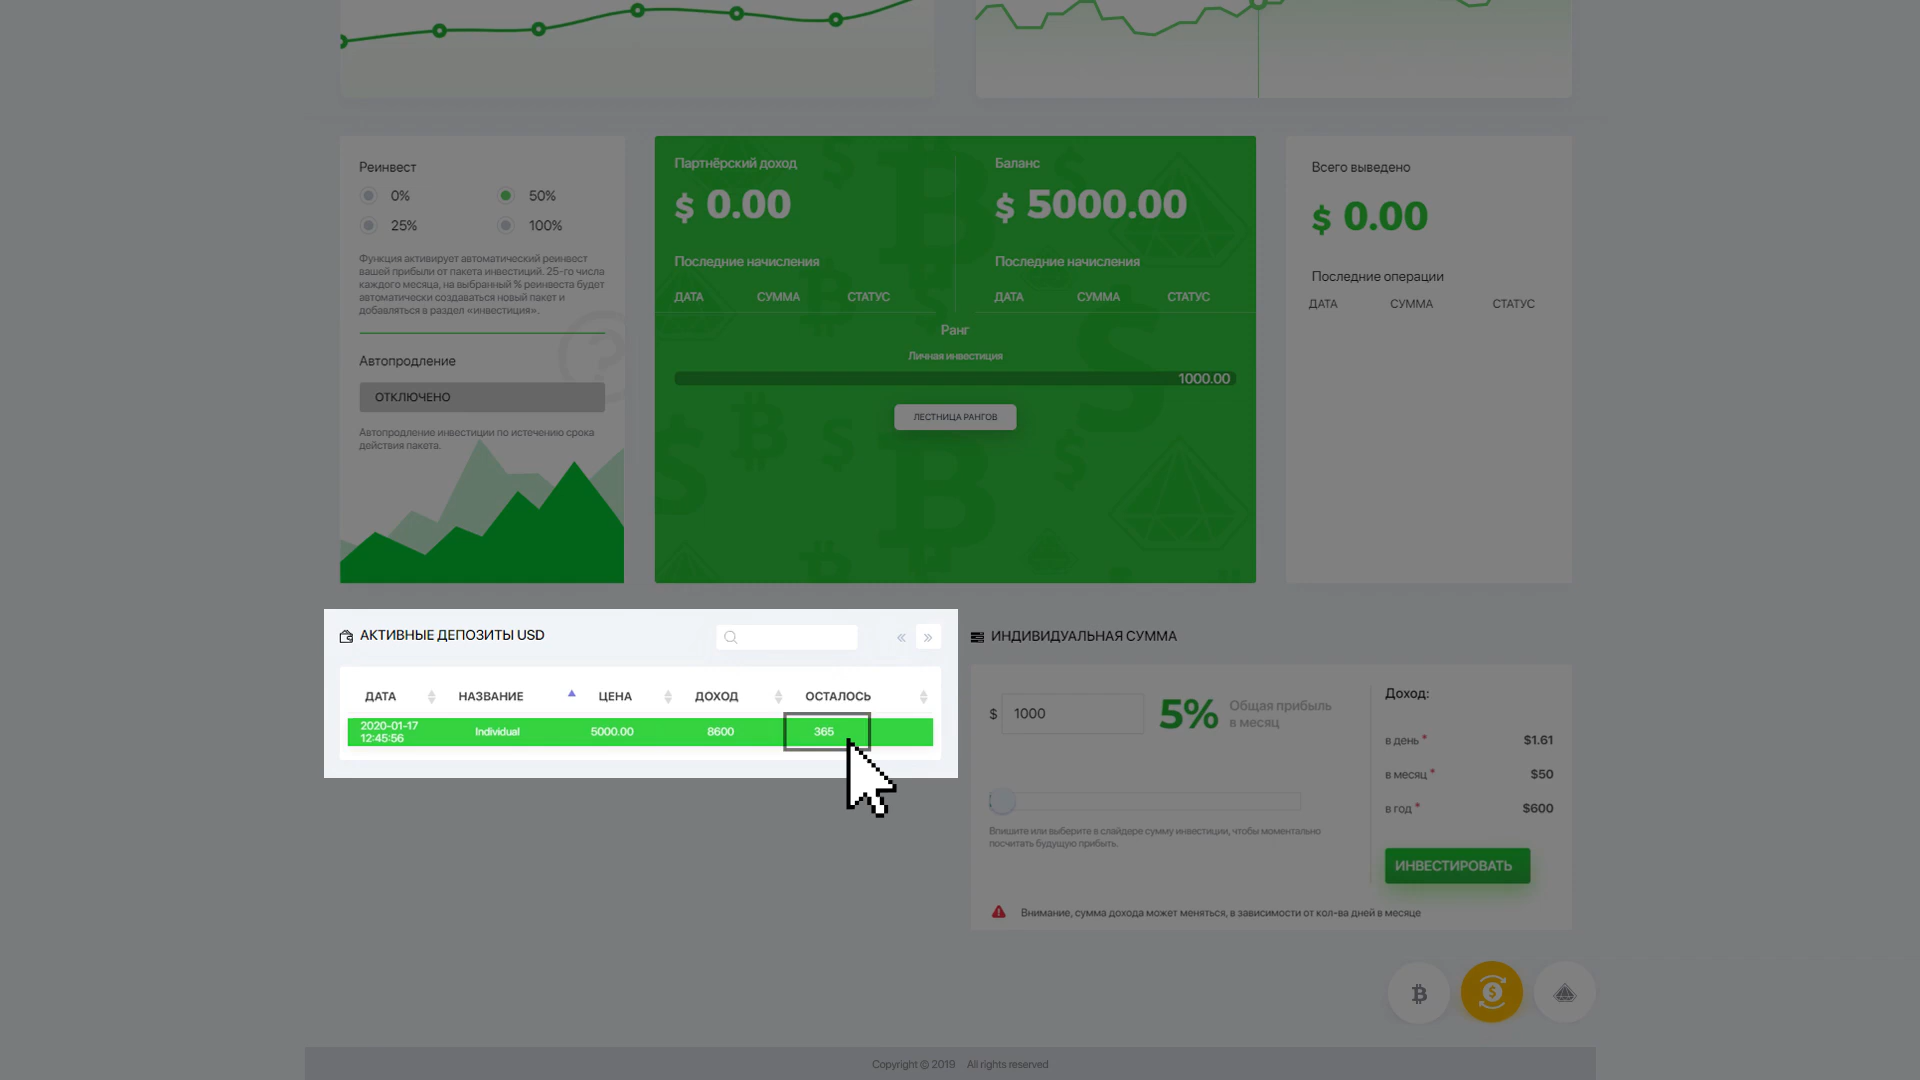 Реинвест
0%
50%
25%
100%
Функция активирует автоматический реинвест
вашей прибыли от пакета инвестиций. 25-го числа
каждого месяца, на выбранный % реинвеста будет
автоматически создаваться новый пакет и
добавляться в раздел «инвестиция».
Автопродление
ОТКЛЮЧЕНО
Автопродление инвестиции по истечению срока
действия пакета.
Партнёрский доход
$ 0.00
Последние начисления
ДАТА СУММА СТАТУС
Баланс
$ 5000.00
Последние начисления
ДАТА СУММА СТАТУС
Ранг
Личная инвестиция
1000.00
ЛЕСТНИЦА РАНГОВ
Всего выведено
$ 0.00
Последние операции
ДАТА СУММА СТАТУС
АКТИВНЫЕ ДЕПОЗИТЫ USD
« »
ДАТА НАЗВАНИЕ ЦЕНА ДОХОД ОСТАЛОСЬ
2020-01-17
12:45:56
Individual 5000.00 8600 365
ИНДИВИДУАЛЬНАЯ СУММА
$ 1000
5%
Общая прибыль
в месяц
Впишите или выберите в слайдере сумму инвестиции, чтобы моментально
посчитать будущую прибыть.
Доход:
в день * $1.61
в месяц * $50
в год * $600
ИНВЕСТИРОВАТЬ
Внимание, сумма дохода может меняться, в зависимости от кол-ва дней в месяце
Copyright © 2019 All rights reserved